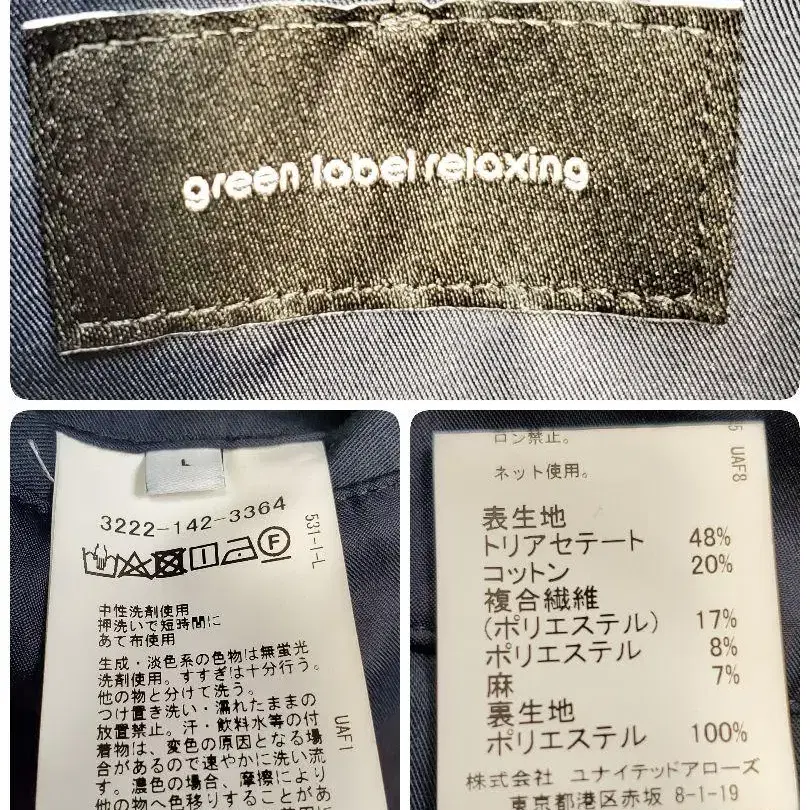 green label relaxing
L
3222-142-3364
531-I-L
F
中性洗剤使用
押洗いで短時間に
あて布使用
生成・淡色系の色物は無蛍光
洗剤使用。すすぎは十分行う。
他の物と分けて洗う。
つけ置き洗い・濡れたままの
放置禁止。汗・飲料水等の付
着物は、変色の原因となる場
合があるので速やかに洗い流
す。濃色の場合、摩擦により
他の物へ色移りすることがあ
UAF1
ロン禁止。
ネット使用。
UAF8
表生地
トリアセテート 48%
コットン 20%
複合繊維
(ポリエステル) 17%
ポリエステル 8%
麻 7%
裏生地
ポリエステル 100%
株式会社 ユナイテッドアローズ
東京都港区赤坂 8-1-19